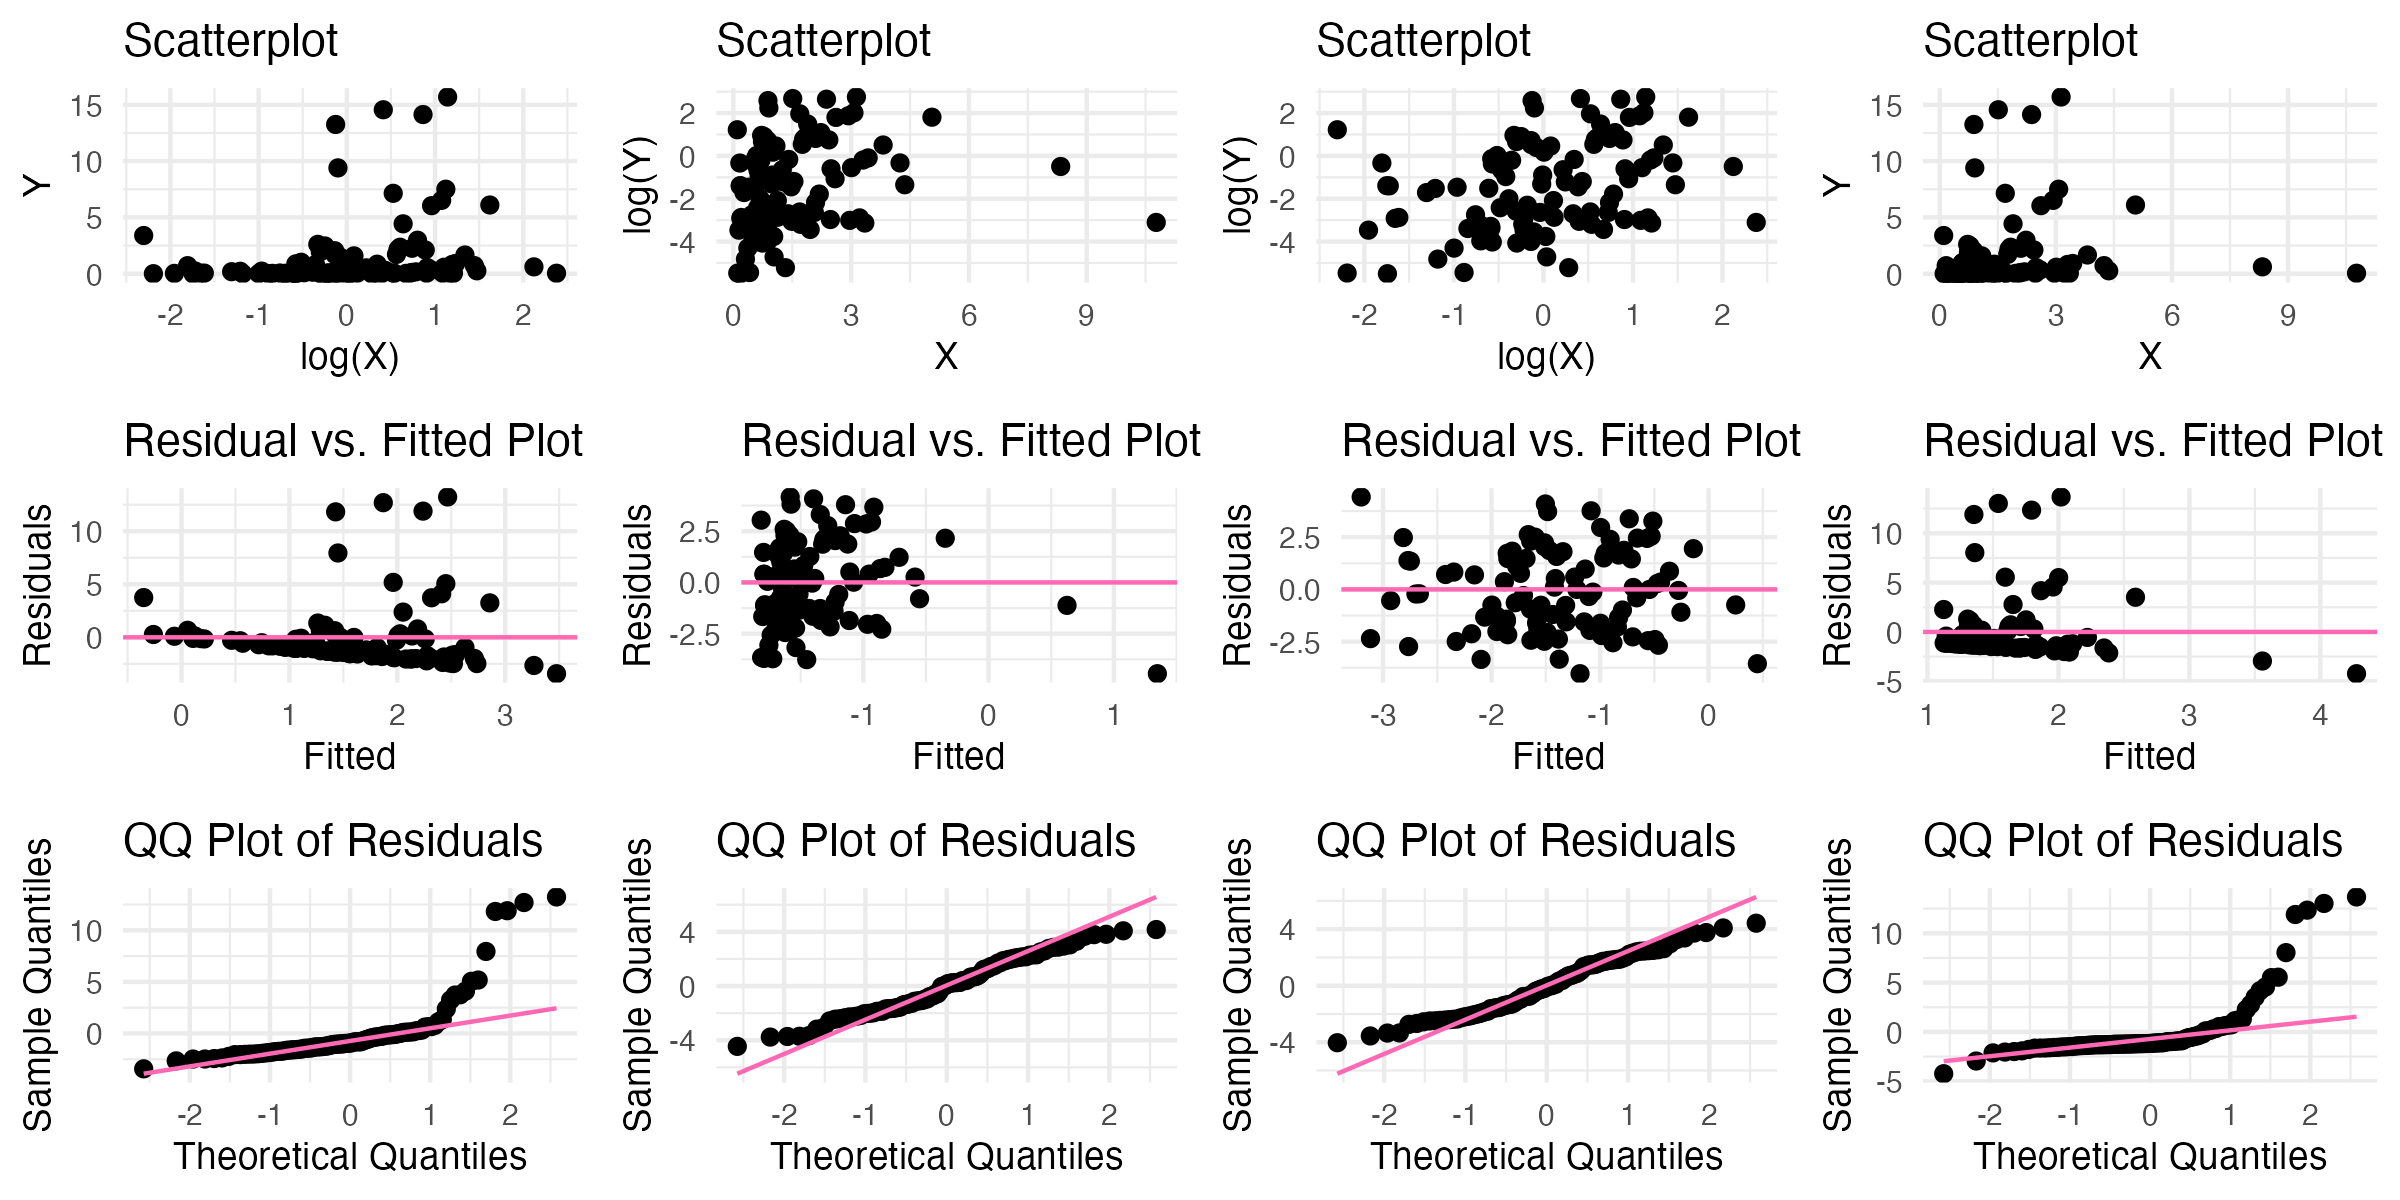 Scatterplot
Scatterplot
Scatterplot
Scatterplot
Y
15
10
5
0
-2 -1 0 1 2
log(X)
log(Y)
2
0
-2
-4
0 3 6 9
X
log(Y)
2
0
-2
-4
-2 -1 0 1 2
log(X)
Y
15
10
5
0
0 3 6 9
X
Residual vs. Fitted Plot
Residual vs. Fitted Plot
Residual vs. Fitted Plot
Residual vs. Fitted Plot
Residuals
10
5
0
0 1 2 3
Fitted
Residuals
2.5
0.0
-2.5
-1 0 1
Fitted
Residuals
2.5
0.0
-2.5
-3 -2 -1 0
Fitted
Residuals
10
5
0
-5
1 2 3 4
Fitted
QQ Plot of Residuals
QQ Plot of Residuals
QQ Plot of Residuals
QQ Plot of Residuals
Sample Quantiles
10
5
0
-2 -1 0 1 2
Theoretical Quantiles
Sample Quantiles
4
0
-4
-2 -1 0 1 2
Theoretical Quantiles
Sample Quantiles
4
0
-4
-2 -1 0 1 2
Theoretical Quantiles
Sample Quantiles
10
5
0
-5
-2 -1 0 1 2
Theoretical Quantiles